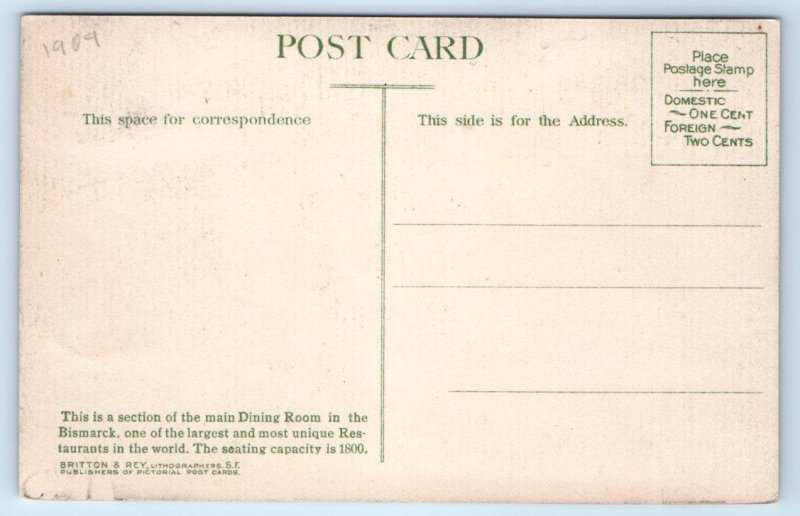 1909
POST CARD
Place
Postage Stamp
here
DOMESTIC
ONE CENT
FOREIGN
TWO CENTS
This space for correspondence
This side is for the Address.
This is a section of the main Dining Room in the
Bismarck, one of the largest and most unique Res-
taurants in the world. The seating capacity is 1800.
BRITTON & REY, LITHOGRAPHERS, S.F.
PUBLISHERS OF PICTORIAL POST CARDS.